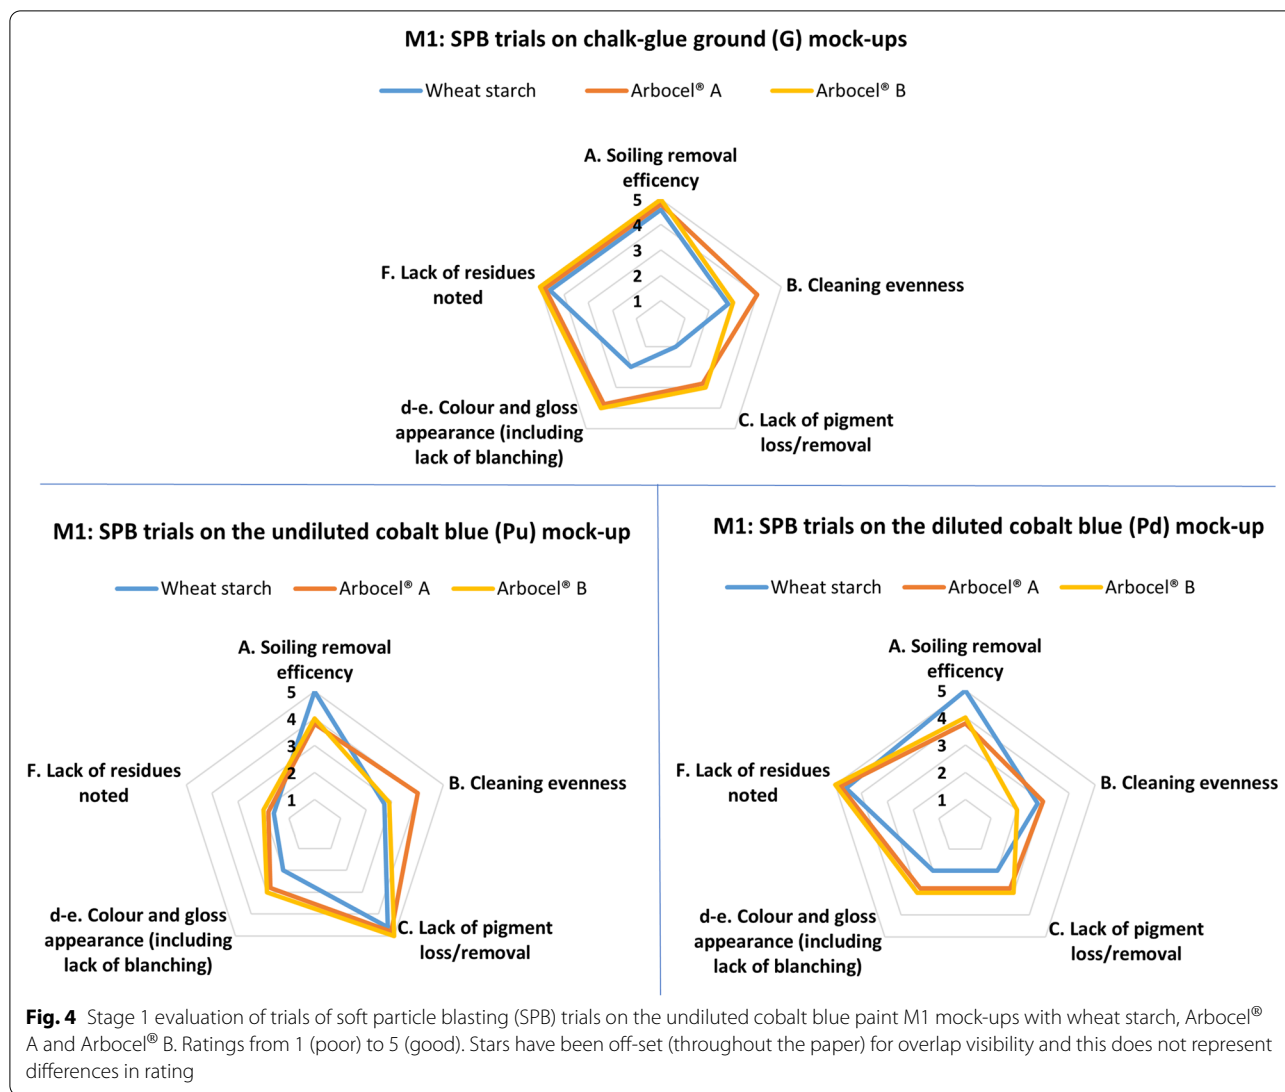 M1: SPB trials on chalk-glue ground (G) mock-ups
Wheat starch
Arbocel® A
Arbocel® B
A. Soiling removal
efficency
5
4
3
2
1
B. Cleaning evenness
C. Lack of pigment
loss/removal
d-e. Colour and gloss
appearance (including
lack of blanching)
F. Lack of residues
noted
M1: SPB trials on the undiluted cobalt blue (Pu) mock-up
Wheat starch
Arbocel® A
Arbocel® B
A. Soiling removal
efficency
5
4
3
2
1
B. Cleaning evenness
C. Lack of pigment
loss/removal
d-e. Colour and gloss
appearance (including
lack of blanching)
F. Lack of residues
noted
M1: SPB trials on the diluted cobalt blue (Pd) mock-up
Wheat starch
Arbocel® A
Arbocel® B
A. Soiling removal
efficency
5
4
3
2
1
B. Cleaning evenness
C. Lack of pigment
loss/removal
d-e. Colour and gloss
appearance (including
lack of blanching)
F. Lack of residues
noted
Fig. 4 Stage 1 evaluation of trials of soft particle blasting (SPB) trials on the undiluted cobalt blue paint M1 mock-ups with wheat starch, Arbocel®
A and Arbocel® B. Ratings from 1 (poor) to 5 (good). Stars have been off-set (throughout the paper) for overlap visibility and this does not represent
differences in rating